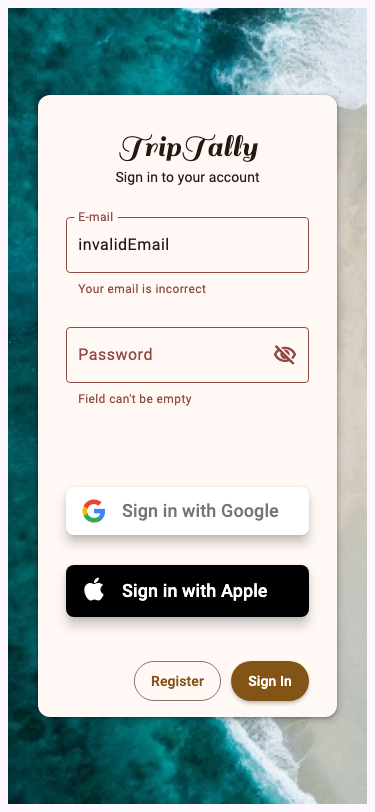 TripTally
Sign in to your account
E-mail
invalidEmail
Your email is incorrect
Password
Field can't be empty
Sign in with Google
Sign in with Apple
Register
Sign In